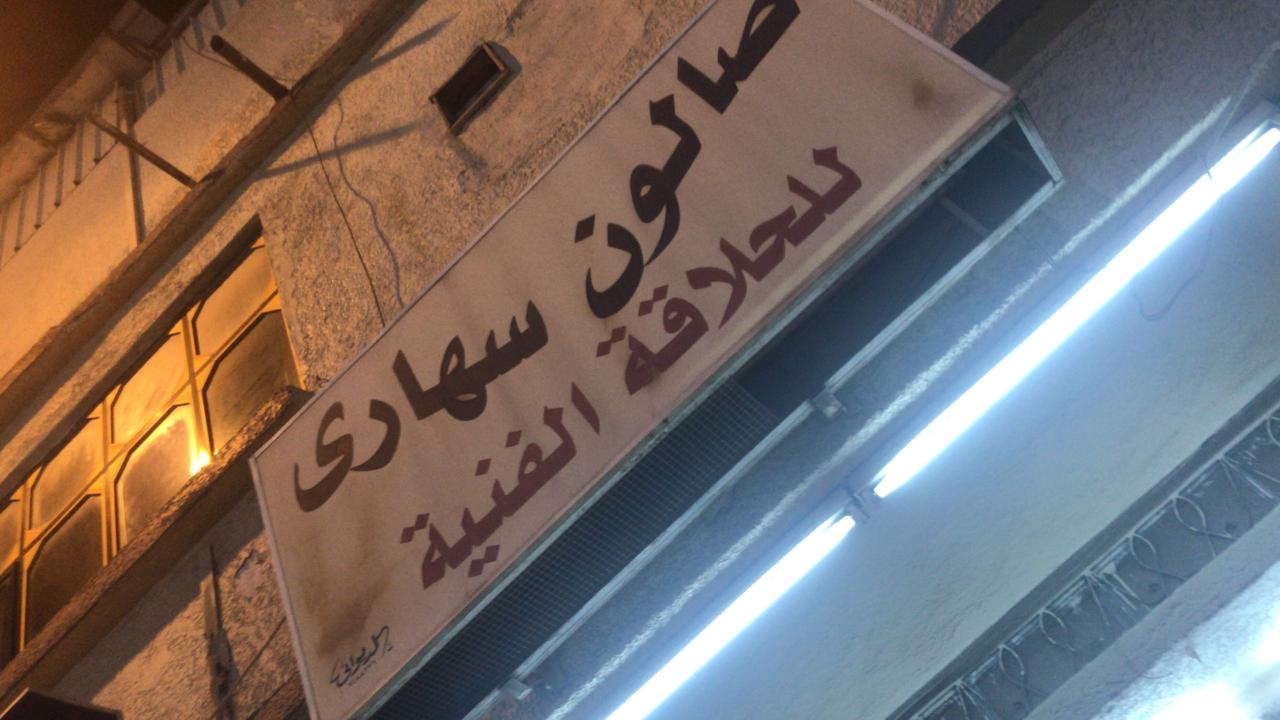 صالون سهارى
للحلاقة الفنية